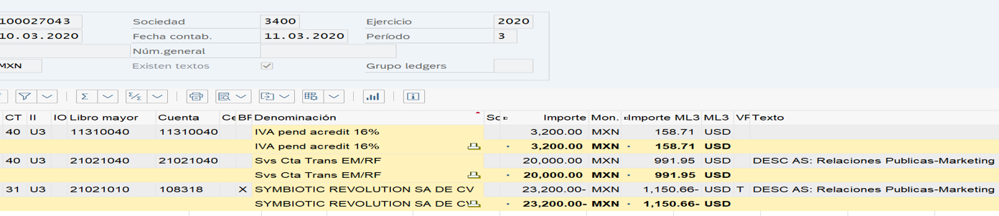 100027043 Sociedad 3400 Ejercicio 2020
10.03.2020 Fecha contab. 11.03.2020 Período 3
Núm.general
MXN Existen textos Grupo ledgers
CT II IO Libro mayor Cuenta Ce BP Denominación Sc Importe Mon. Importe ML3 ML3 VP Texto
40 U3 11310040 11310040 IVA pend acredit 16% 3,200.00 MXN 158.71 USD
IVA pend acredit 16% 3,200.00 MXN 158.71 USD
40 U3 21021040 21021040 Svs Cta Trans EM/RF 20,000.00 MXN 991.95 USD DESC AS: Relaciones Publicas-Marketing
Svs Cta Trans EM/RF 20,000.00 MXN 991.95 USD
31 U3 21021010 108318 X SYMBIOTIC REVOLUTION SA DE CV 23,200.00- MXN 1,150.66- USD T DESC AS: Relaciones Publicas-Marketing
SYMBIOTIC REVOLUTION SA DE CV 23,200.00- MXN 1,150.66- USD